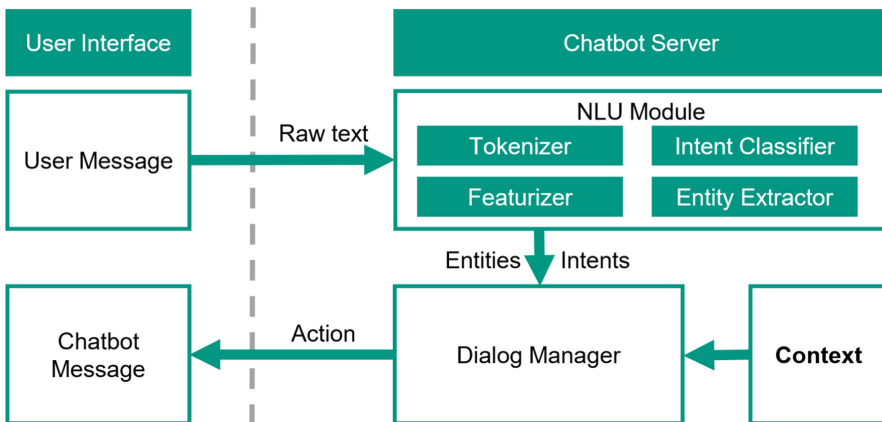 User Interface
Chatbot Server
User Message
Raw text
NLU Module
Tokenizer
Intent Classifier
Featurizer
Entity Extractor
Entities
Intents
Chatbot
Message
Action
Dialog Manager
Context